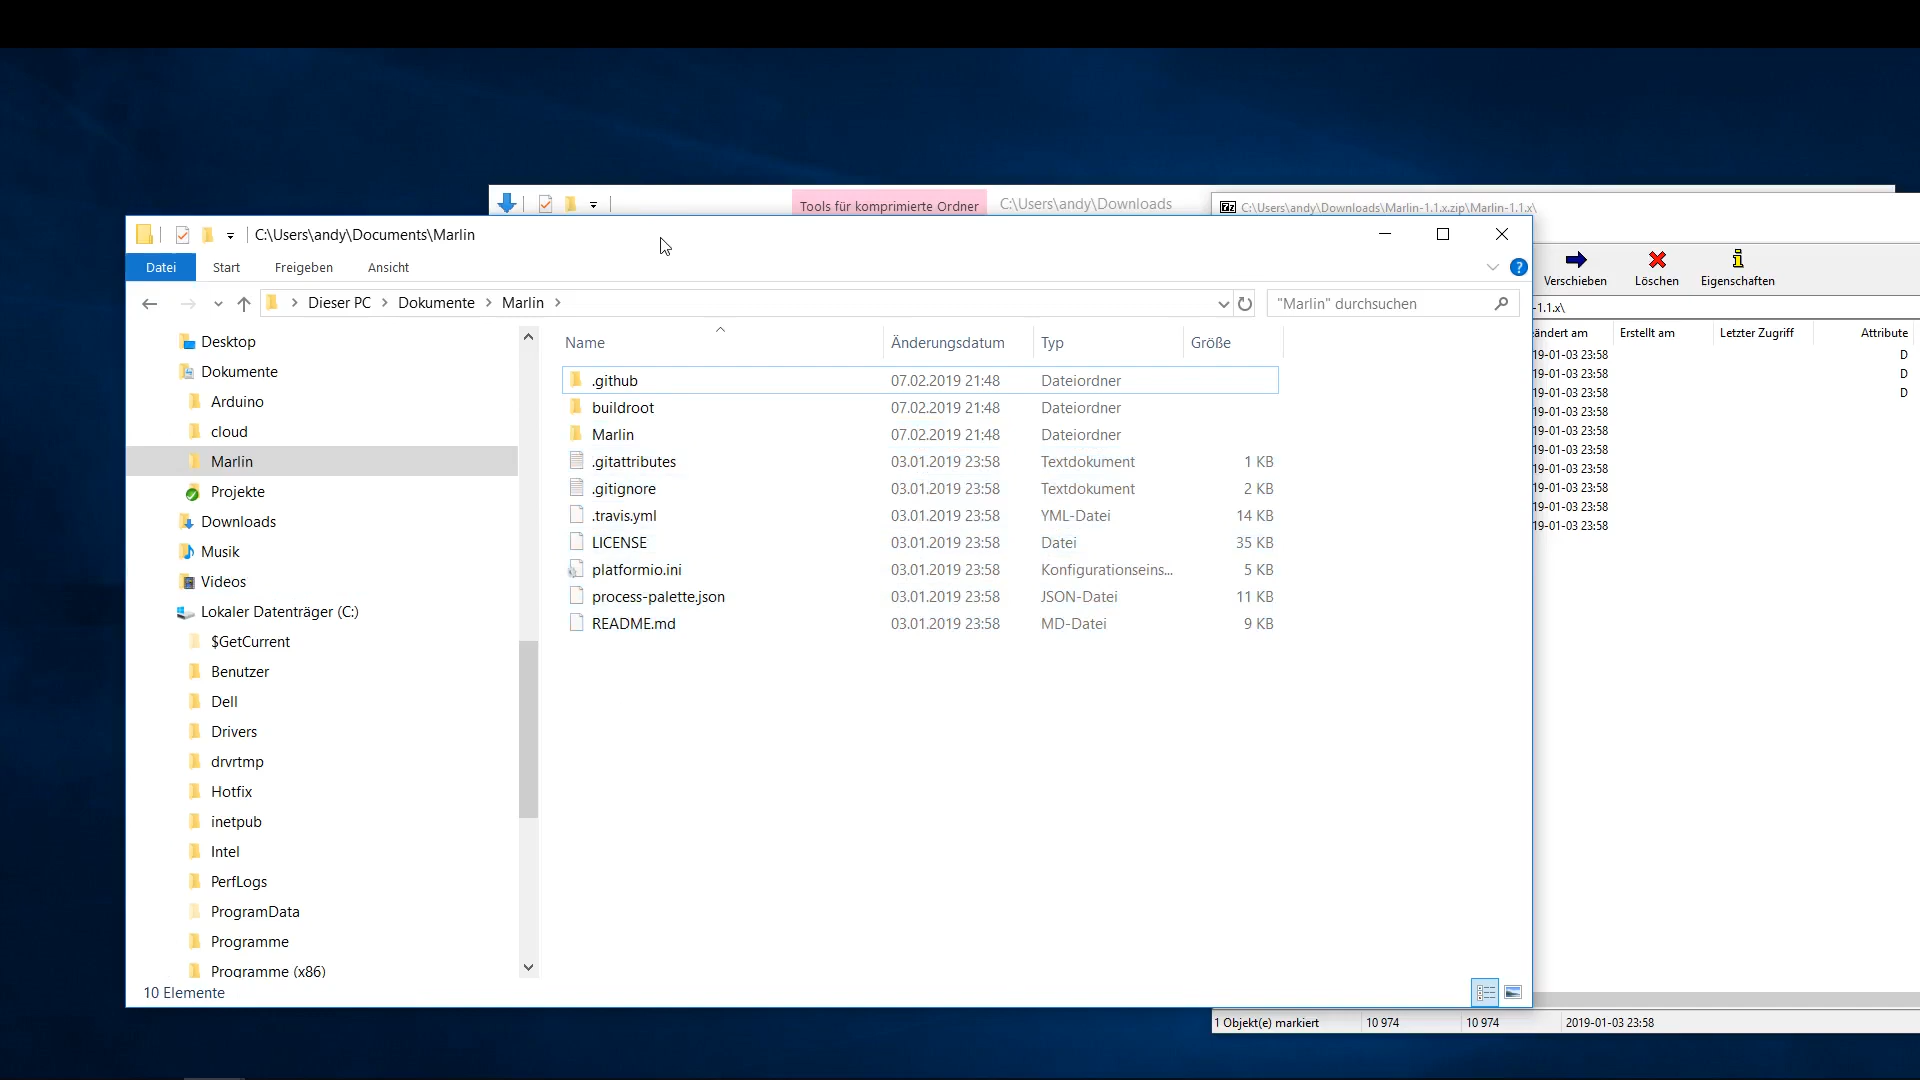 Tools für komprimierte Ordner
C:\Users\andy\Downloads
C:\Users\andy\Downloads\Marlin-1.1.x.zip\Marlin-1.1.x\
C:\Users\andy\Documents\Marlin
Datei Start Freigeben Ansicht
Verschieben Löschen Eigenschaften
Dieser PC Dokumente Marlin
"Marlin" durchsuchen
-1.1.x\
Name Änderungsdatum Typ Größe
.github 07.02.2019 21:48 Dateiordner
buildroot 07.02.2019 21:48 Dateiordner
Marlin 07.02.2019 21:48 Dateiordner
.gitattributes 03.01.2019 23:58 Textdokument 1 KB
.gitignore 03.01.2019 23:58 Textdokument 2 KB
.travis.yml 03.01.2019 23:58 YML-Datei 14 KB
LICENSE 03.01.2019 23:58 Datei 35 KB
platformio.ini 03.01.2019 23:58 Konfigurationseins... 5 KB
process-palette.json 03.01.2019 23:58 JSON-Datei 11 KB
README.md 03.01.2019 23:58 MD-Datei 9 KB
Desktop
Dokumente
Arduino
cloud
Marlin
Projekte
Downloads
Musik
Videos
Lokaler Datenträger (C:)
$GetCurrent
Benutzer
Dell
Drivers
drvrtmp
Hotfix
inetpub
Intel
PerfLogs
ProgramData
Programme
Programme (x86)
10 Elemente
ändert am Erstellt am Letzter Zugriff Attribute
19-01-03 23:58 D
19-01-03 23:58 D
19-01-03 23:58 D
19-01-03 23:58
19-01-03 23:58
19-01-03 23:58
19-01-03 23:58
19-01-03 23:58
19-01-03 23:58
19-01-03 23:58
1 Objekt(e) markiert 10 974 10 974 2019-01-03 23:58